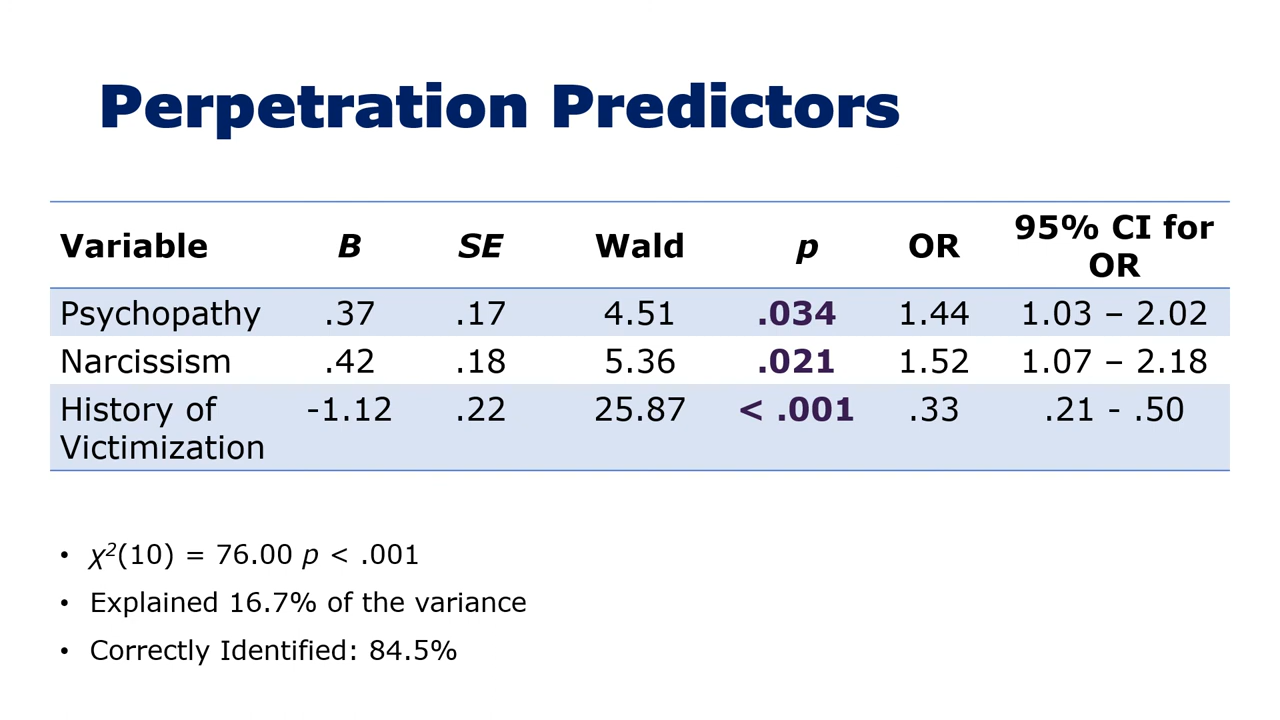 Perpetration Predictors
Variable B SE Wald p OR 95% CI for OR
Psychopathy .37 .17 4.51 .034 1.44 1.03 – 2.02
Narcissism .42 .18 5.36 .021 1.52 1.07 – 2.18
History of Victimization -1.12 .22 25.87 < .001 .33 .21 - .50
• χ²(10) = 76.00 p < .001
• Explained 16.7% of the variance
• Correctly Identified: 84.5%